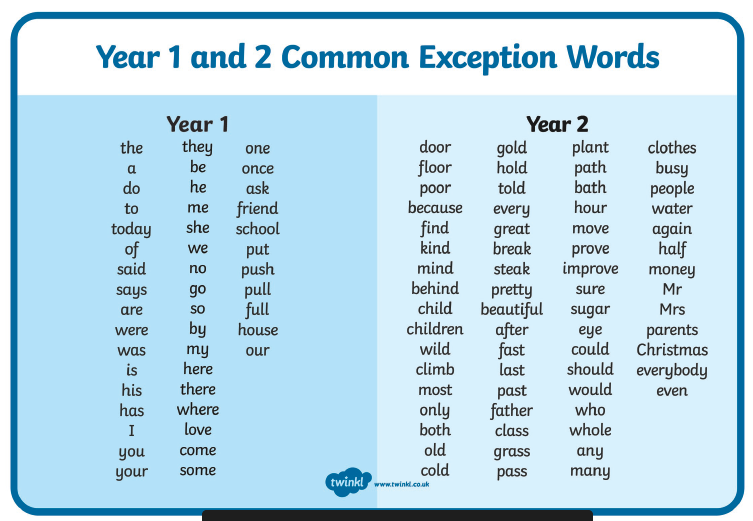 Year 1 and 2 Common Exception Words
Year 1
the
a
do
to
today
of
said
says
are
were
was
is
his
has
I
you
your
they
be
he
me
she
we
no
go
so
by
my
here
there
where
love
come
some
one
once
ask
friend
school
put
push
pull
full
house
our
Year 2
door
floor
poor
because
find
kind
mind
behind
child
children
wild
climb
most
only
both
old
cold
gold
hold
told
every
great
break
steak
pretty
beautiful
after
fast
last
past
father
class
grass
pass
plant
path
bath
hour
move
prove
improve
sure
sugar
eye
could
should
would
who
whole
any
many
clothes
busy
people
water
again
half
money
Mr
Mrs
parents
Christmas
everybody
even
twinkl
www.twinkl.co.uk